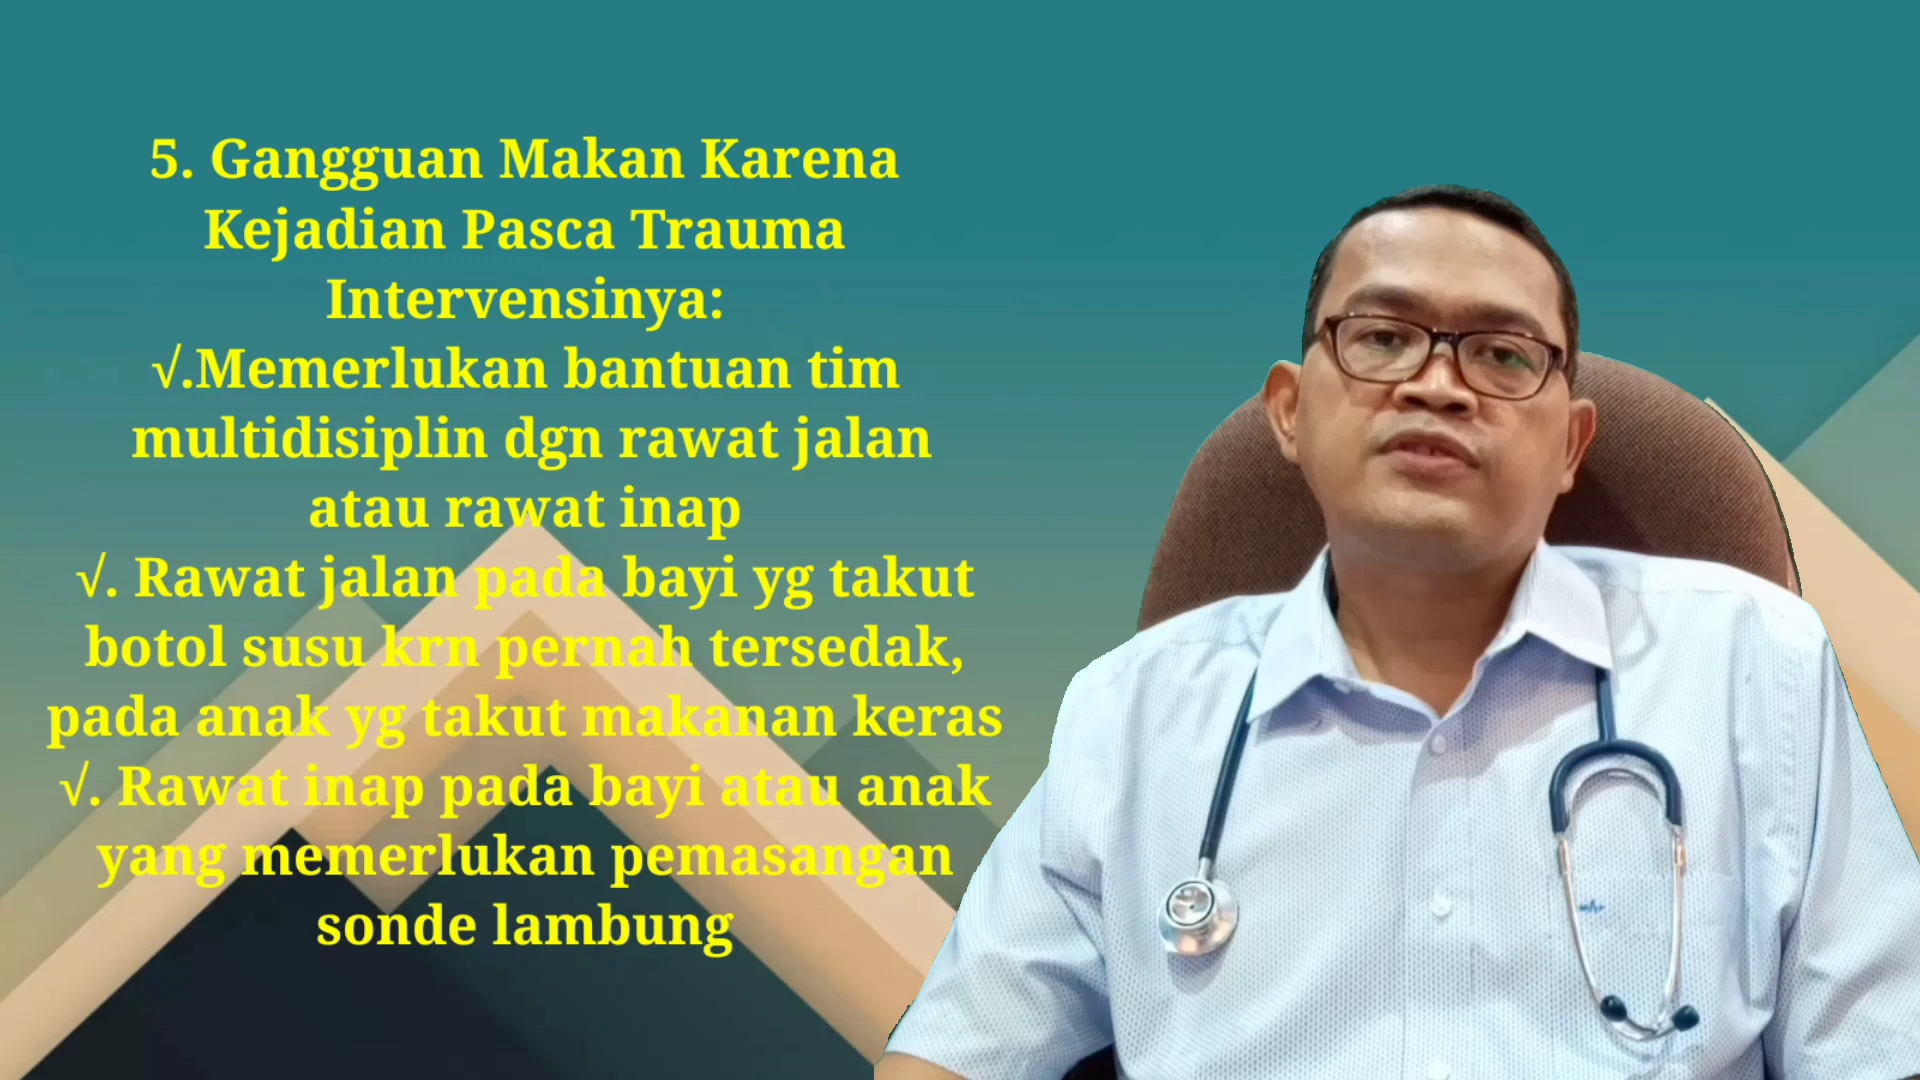 5. Gangguan Makan Karena
Kejadian Pasca Trauma
Intervensinya:
√.Memerlukan bantuan tim
multidisiplin dgn rawat jalan
atau rawat inap
√. Rawat jalan pada bayi yg takut
botol susu krn pernah tersedak,
pada anak yg takut makanan keras
√. Rawat inap pada bayi atau anak
yang memerlukan pemasangan
sonde lambung